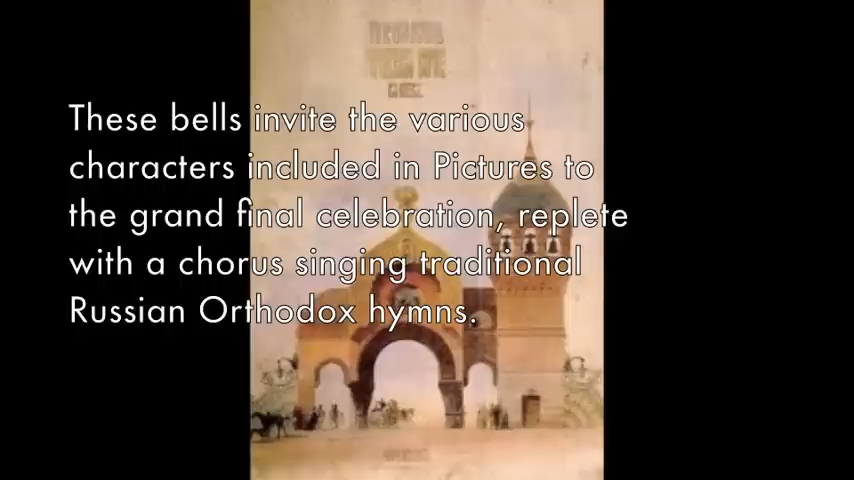 These bells invite the various
characters included in Pictures to
the grand final celebration, replete
with a chorus singing traditional
Russian Orthodox hymns.